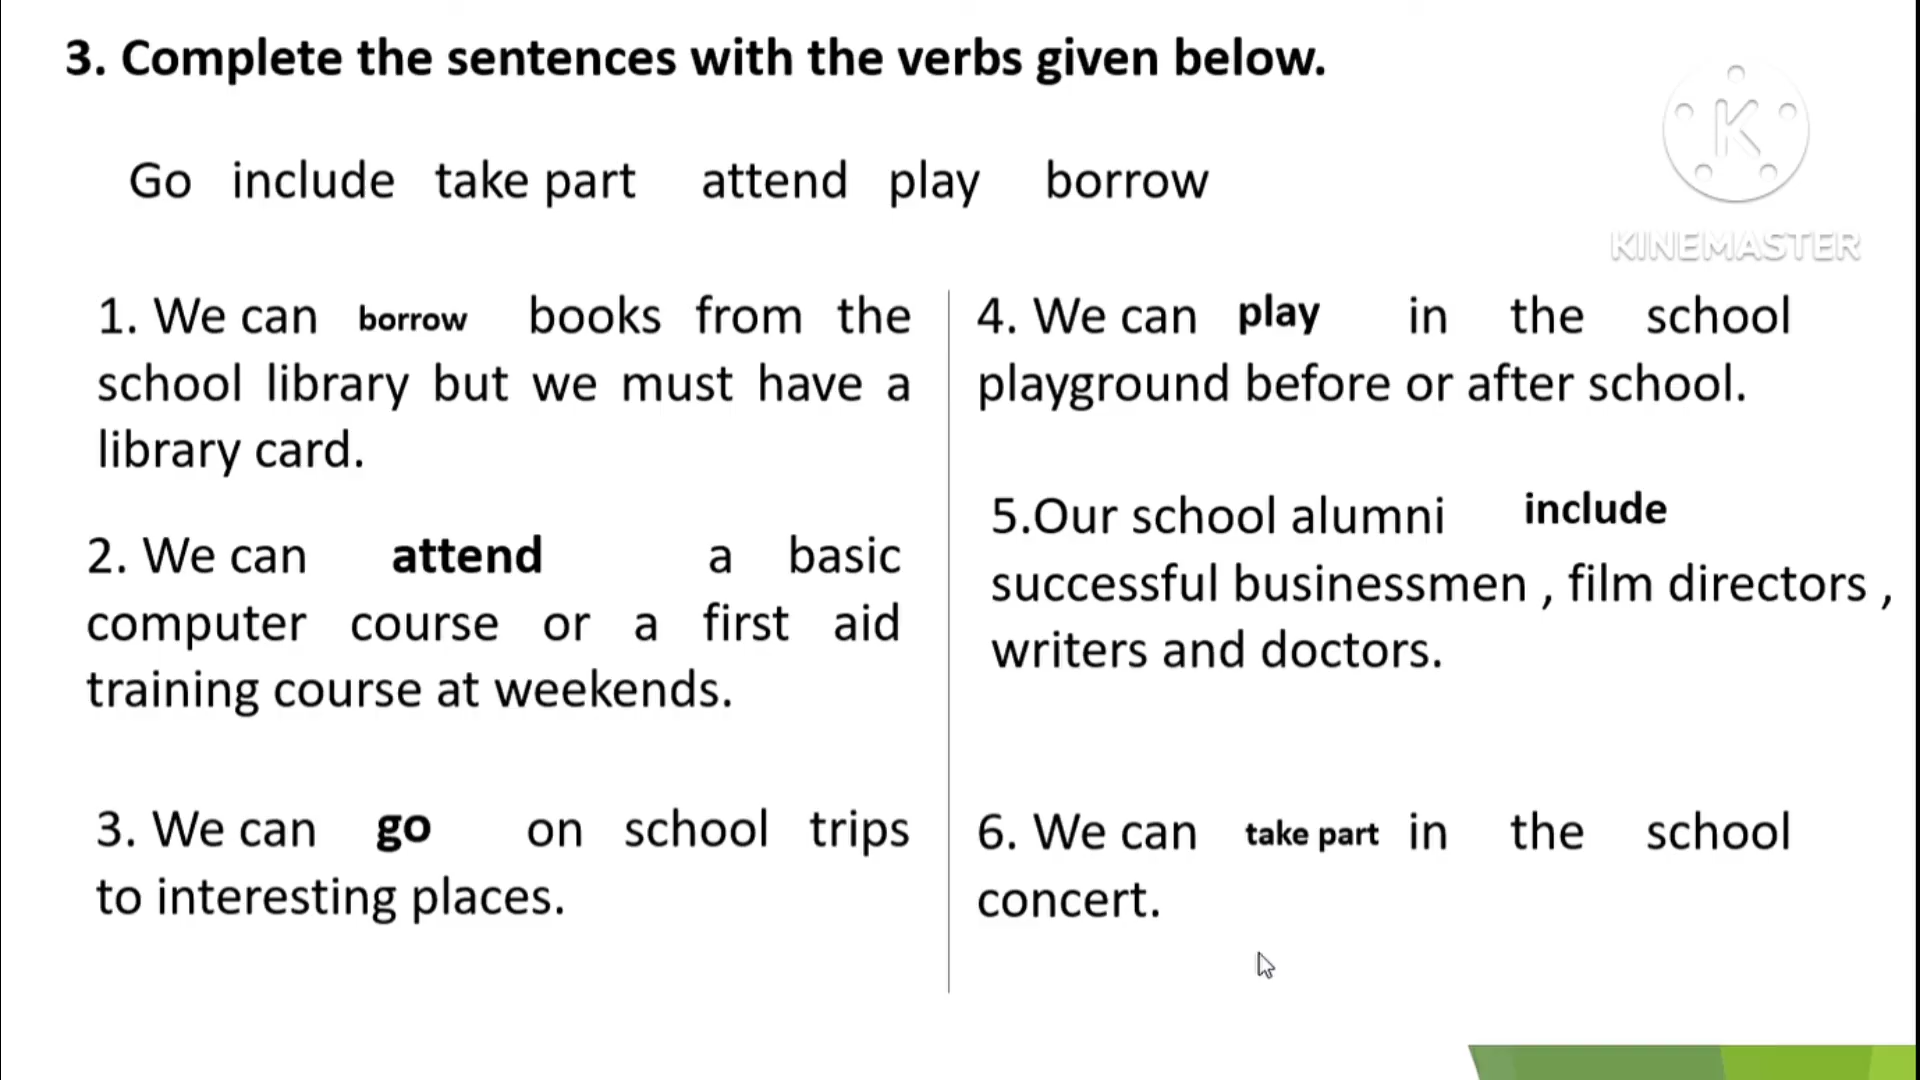 3. Complete the sentences with the verbs given below.
Go include take part attend play borrow
K
KINEMASTER
1. We can borrow books from the
school library but we must have a
library card.
2. We can attend a basic
computer course or a first aid
training course at weekends.
3. We can go on school trips
to interesting places.
4. We can play in the school
playground before or after school.
5.Our school alumni include
successful businessmen , film directors ,
writers and doctors.
6. We can take part in the school
concert.